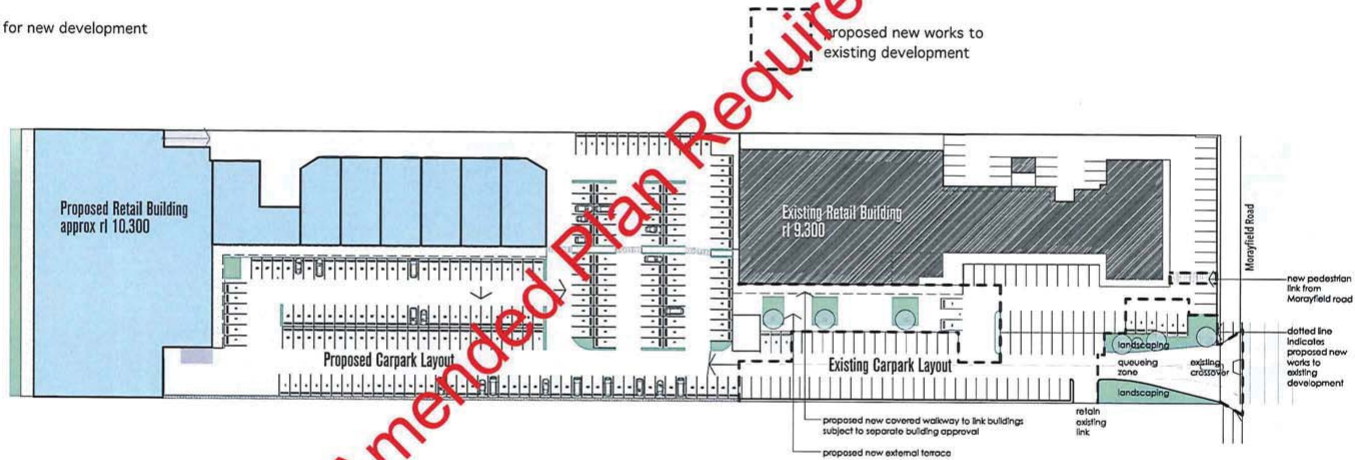 for new development
proposed new works to
existing development
Amended Plan Require
Proposed Retail Building
approx rl 10.300
Existing Retail Building
rl 9.300
Morayfield Road
new pedestrian
link from
Morayfield road
dotted line
indicates
proposed new
works to
existing
development
Proposed Carpark Layout
Existing Carpark Layout
landscaping
queueing
zone
existing
crossover
landscaping
retain
existing
link
proposed new covered walkway to link buildings
subject to separate building approval
proposed new external terrace